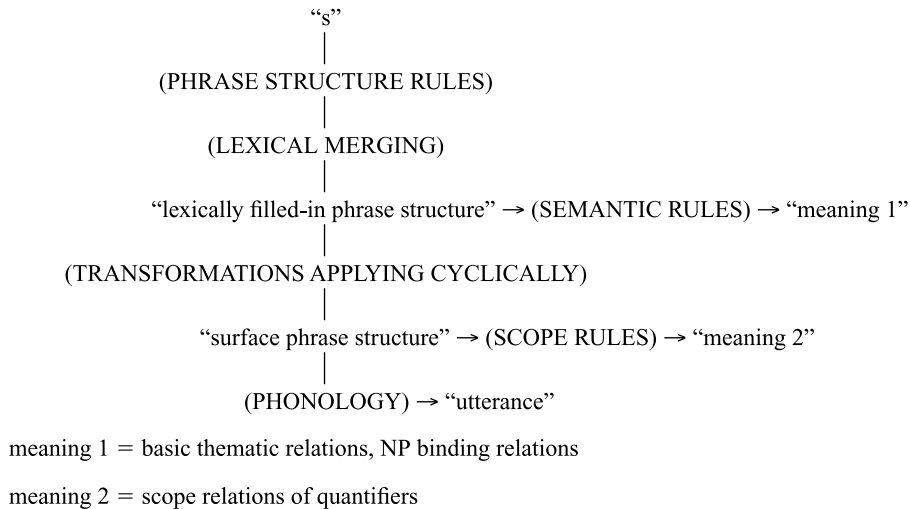 “s”
(PHRASE STRUCTURE RULES)
(LEXICAL MERGING)
“lexically filled-in phrase structure” → (SEMANTIC RULES) → “meaning 1”
(TRANSFORMATIONS APPLYING CYCLICALLY)
“surface phrase structure” → (SCOPE RULES) → “meaning 2”
(PHONOLOGY) → “utterance”
meaning 1 = basic thematic relations, NP binding relations
meaning 2 = scope relations of quantifiers